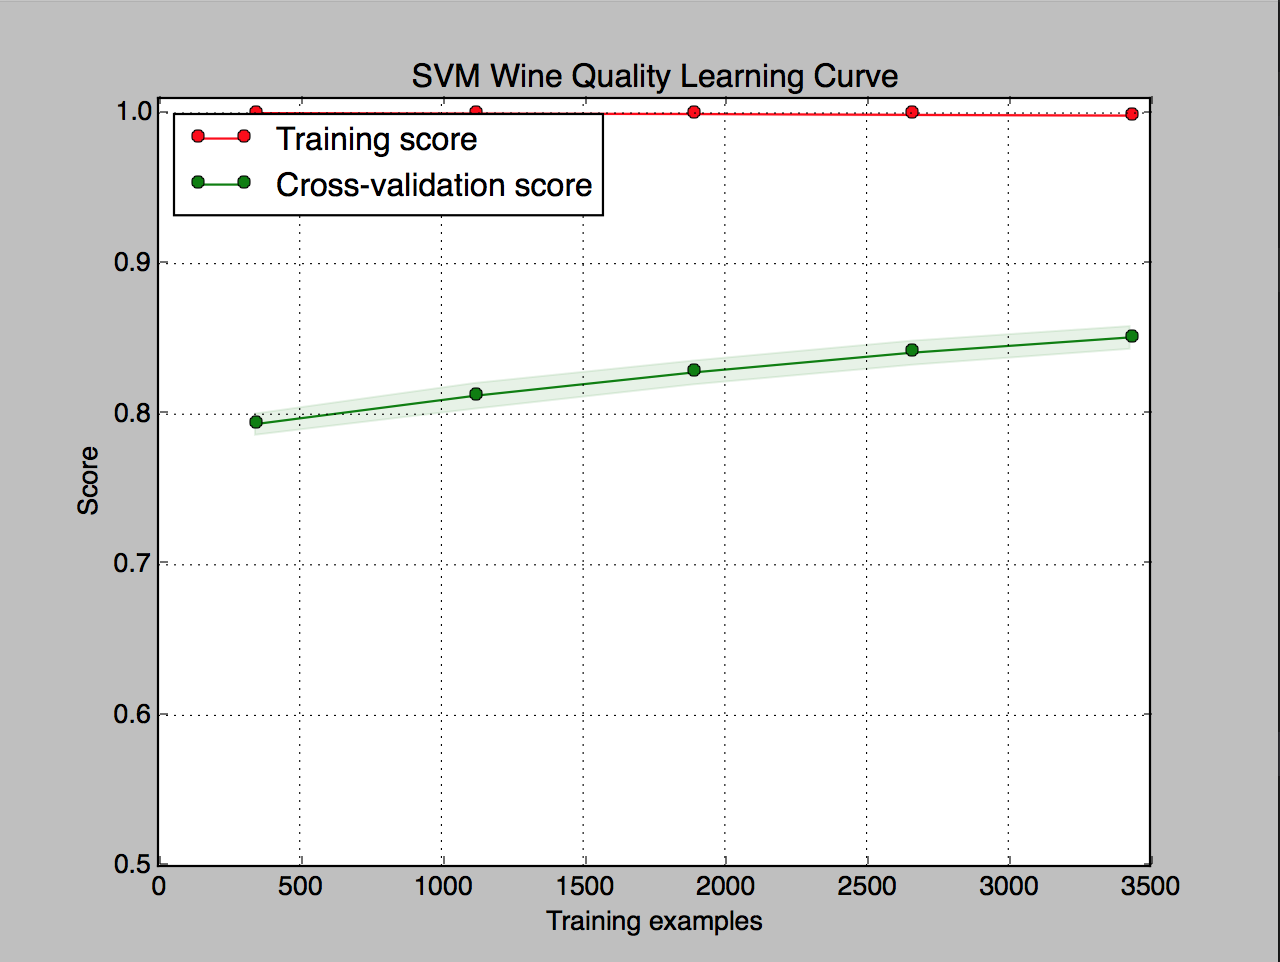 SVM Wine Quality Learning Curve
1.0
Training score
Cross-validation score
0.9
0.8
Score
0.7
0.6
0.5
0 500 1000 1500 2000 2500 3000 3500
Training examples